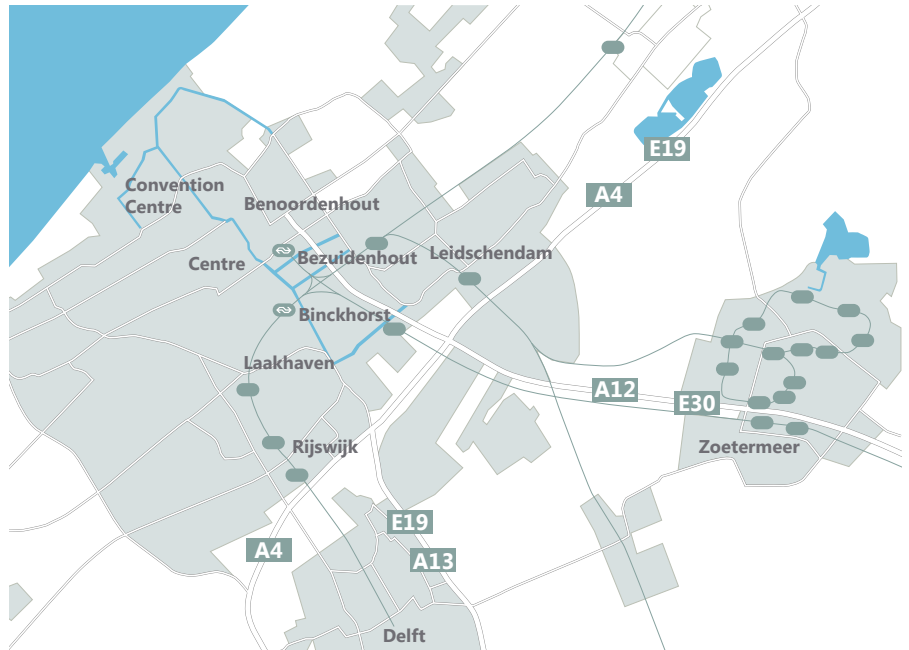 E19
Convention
Centre
A4
Benoordenhout
Leidschendam
Bezuidenhout
Centre
Binckhorst
Laakhaven
A12
E30
Rijswijk
Zoetermeer
E19
A4
A13
Delft